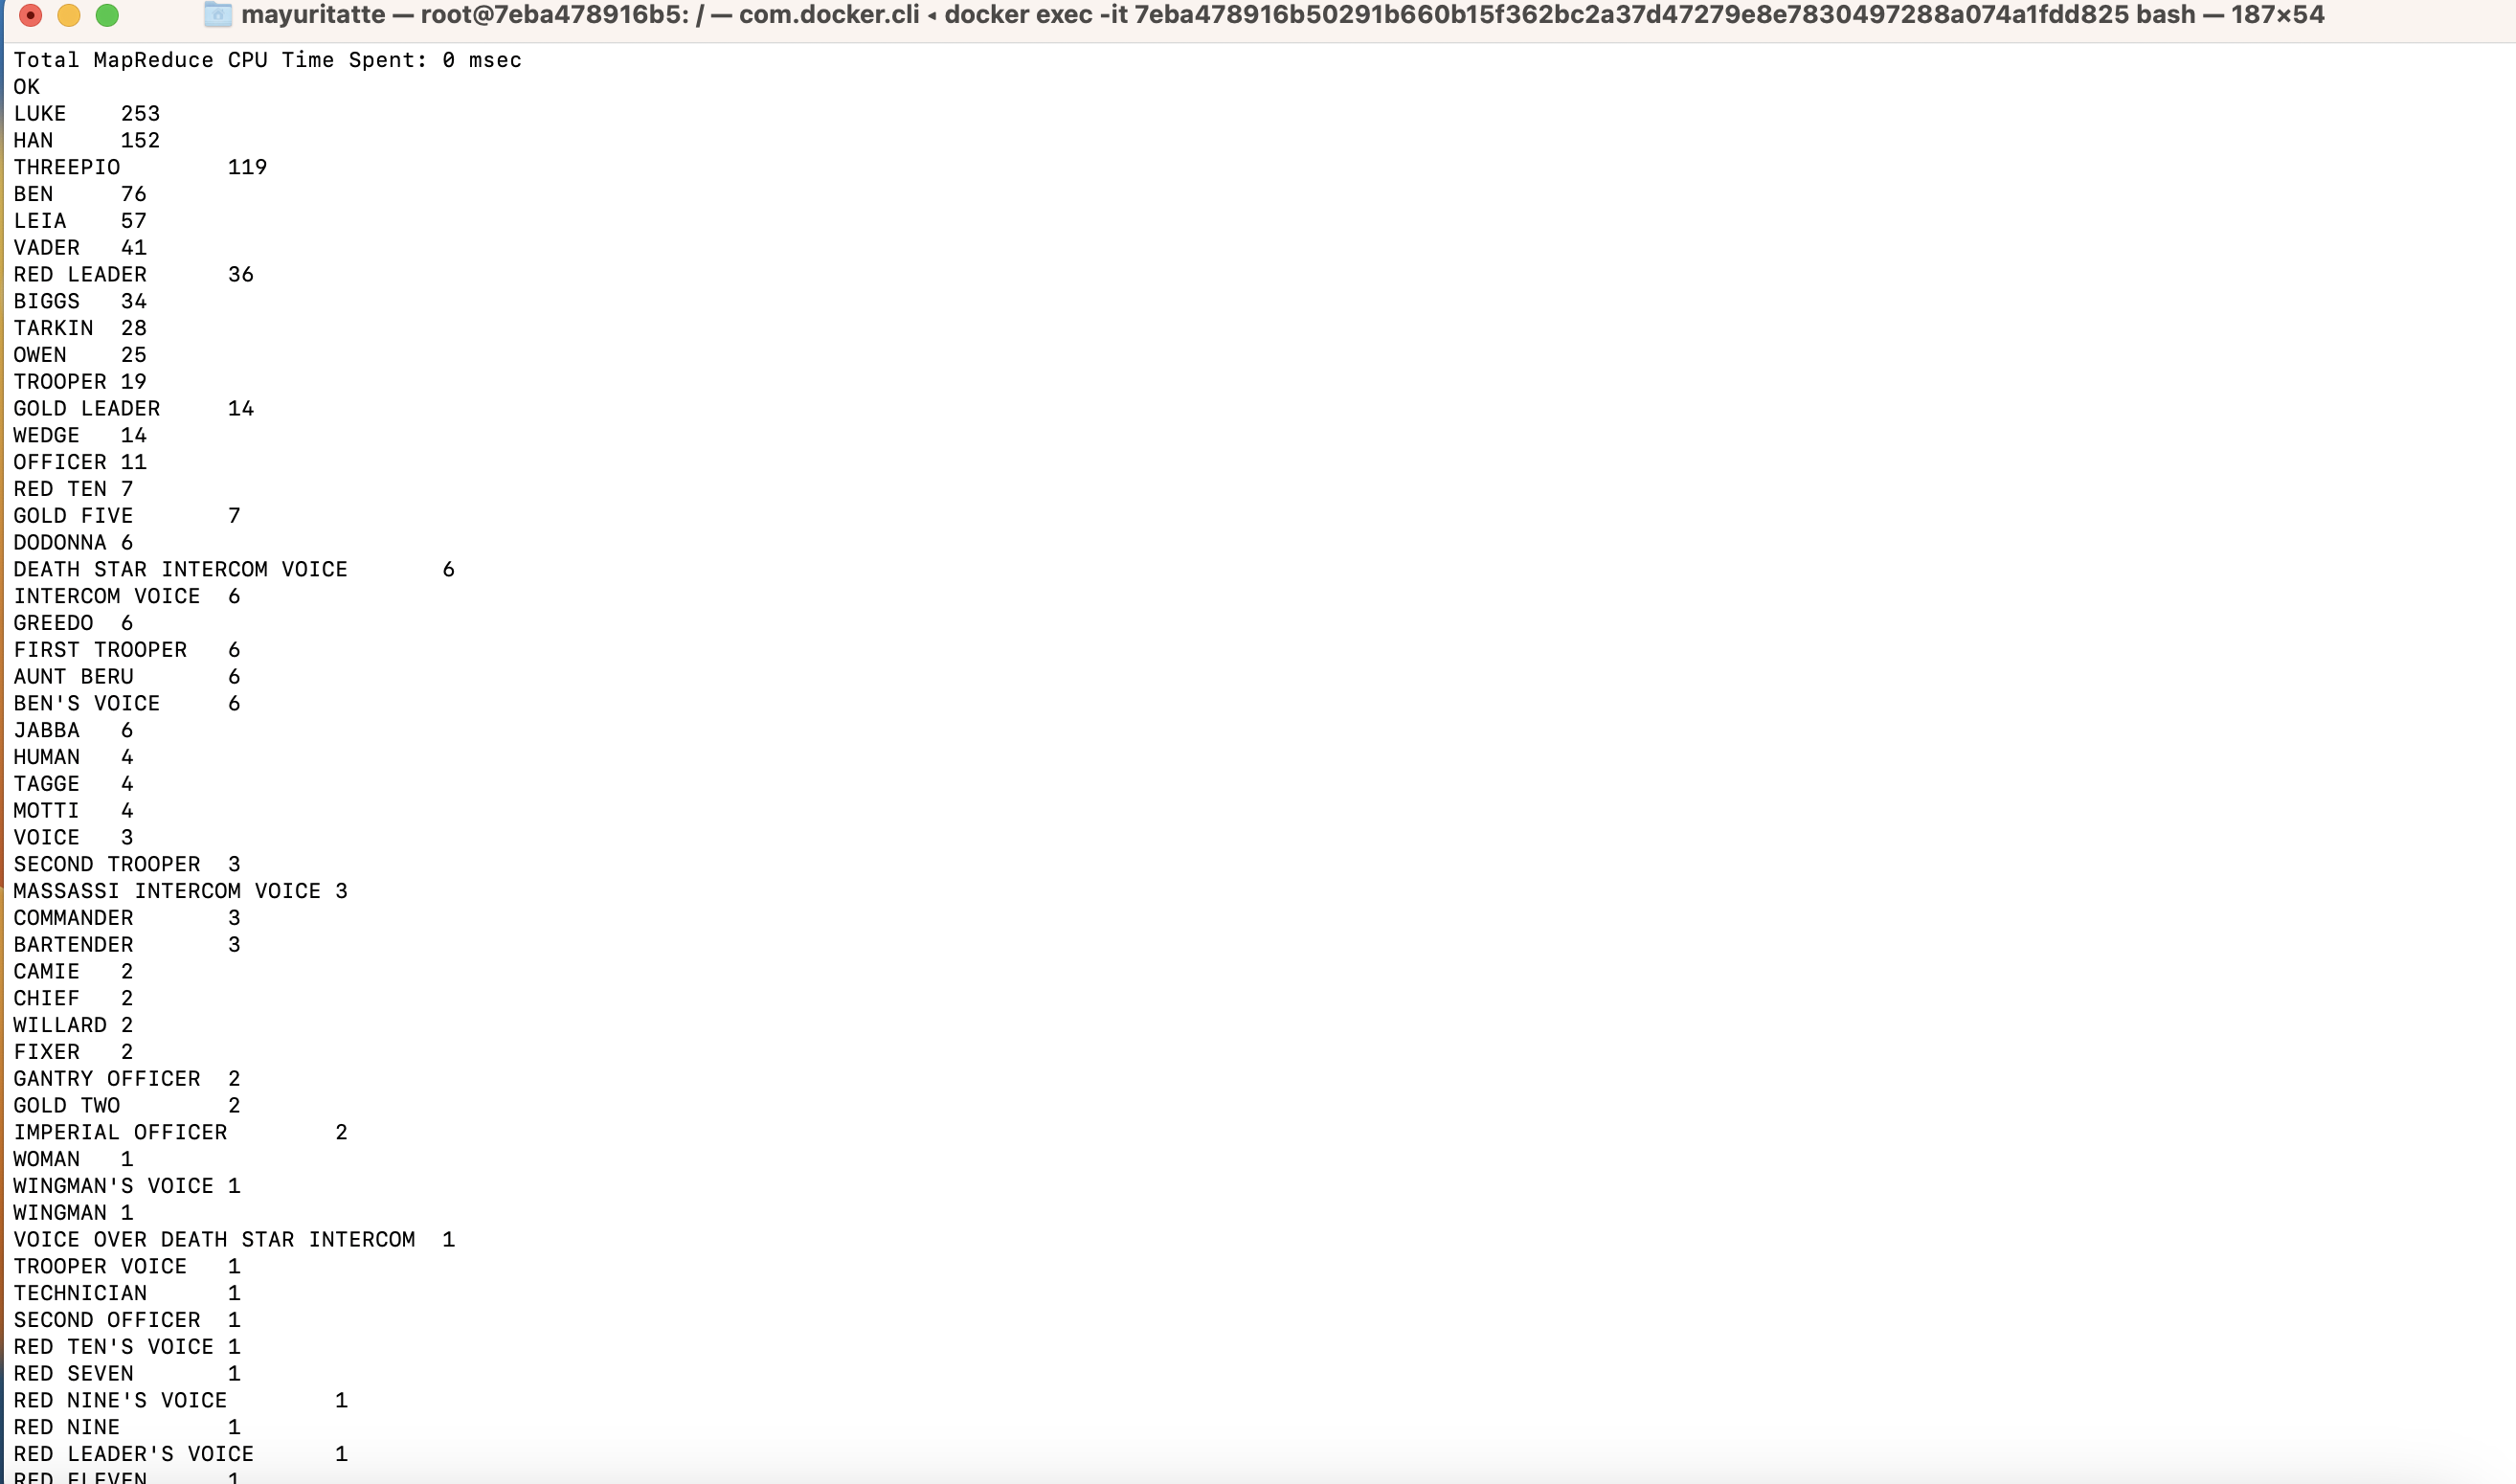 mayuritatte — root@7eba478916b5: / — com.docker.cli ◂ docker exec -it 7eba478916b50291b660b15f362bc2a37d47279e8e7830497288a074a1fdd825 bash — 187×54
Total MapReduce CPU Time Spent: 0 msec
OK
LUKE	253
HAN	152
THREEPIO	119
BEN	76
LEIA	57
VADER	41
RED LEADER	36
BIGGS	34
TARKIN	28
OWEN	25
TROOPER	19
GOLD LEADER	14
WEDGE	14
OFFICER	11
RED TEN	7
GOLD FIVE	7
DODONNA	6
DEATH STAR INTERCOM VOICE	6
INTERCOM VOICE	6
GREEDO	6
FIRST TROOPER	6
AUNT BERU	6
BEN'S VOICE	6
JABBA	6
HUMAN	4
TAGGE	4
MOTTI	4
VOICE	3
SECOND TROOPER	3
MASSASSI INTERCOM VOICE	3
COMMANDER	3
BARTENDER	3
CAMIE	2
CHIEF	2
WILLARD	2
FIXER	2
GANTRY OFFICER	2
GOLD TWO	2
IMPERIAL OFFICER	2
WOMAN	1
WINGMAN'S VOICE	1
WINGMAN	1
VOICE OVER DEATH STAR INTERCOM	1
TROOPER VOICE	1
TECHNICIAN	1
SECOND OFFICER	1
RED TEN'S VOICE	1
RED SEVEN	1
RED NINE'S VOICE	1
RED NINE	1
RED LEADER'S VOICE	1
RED ELEVEN	1